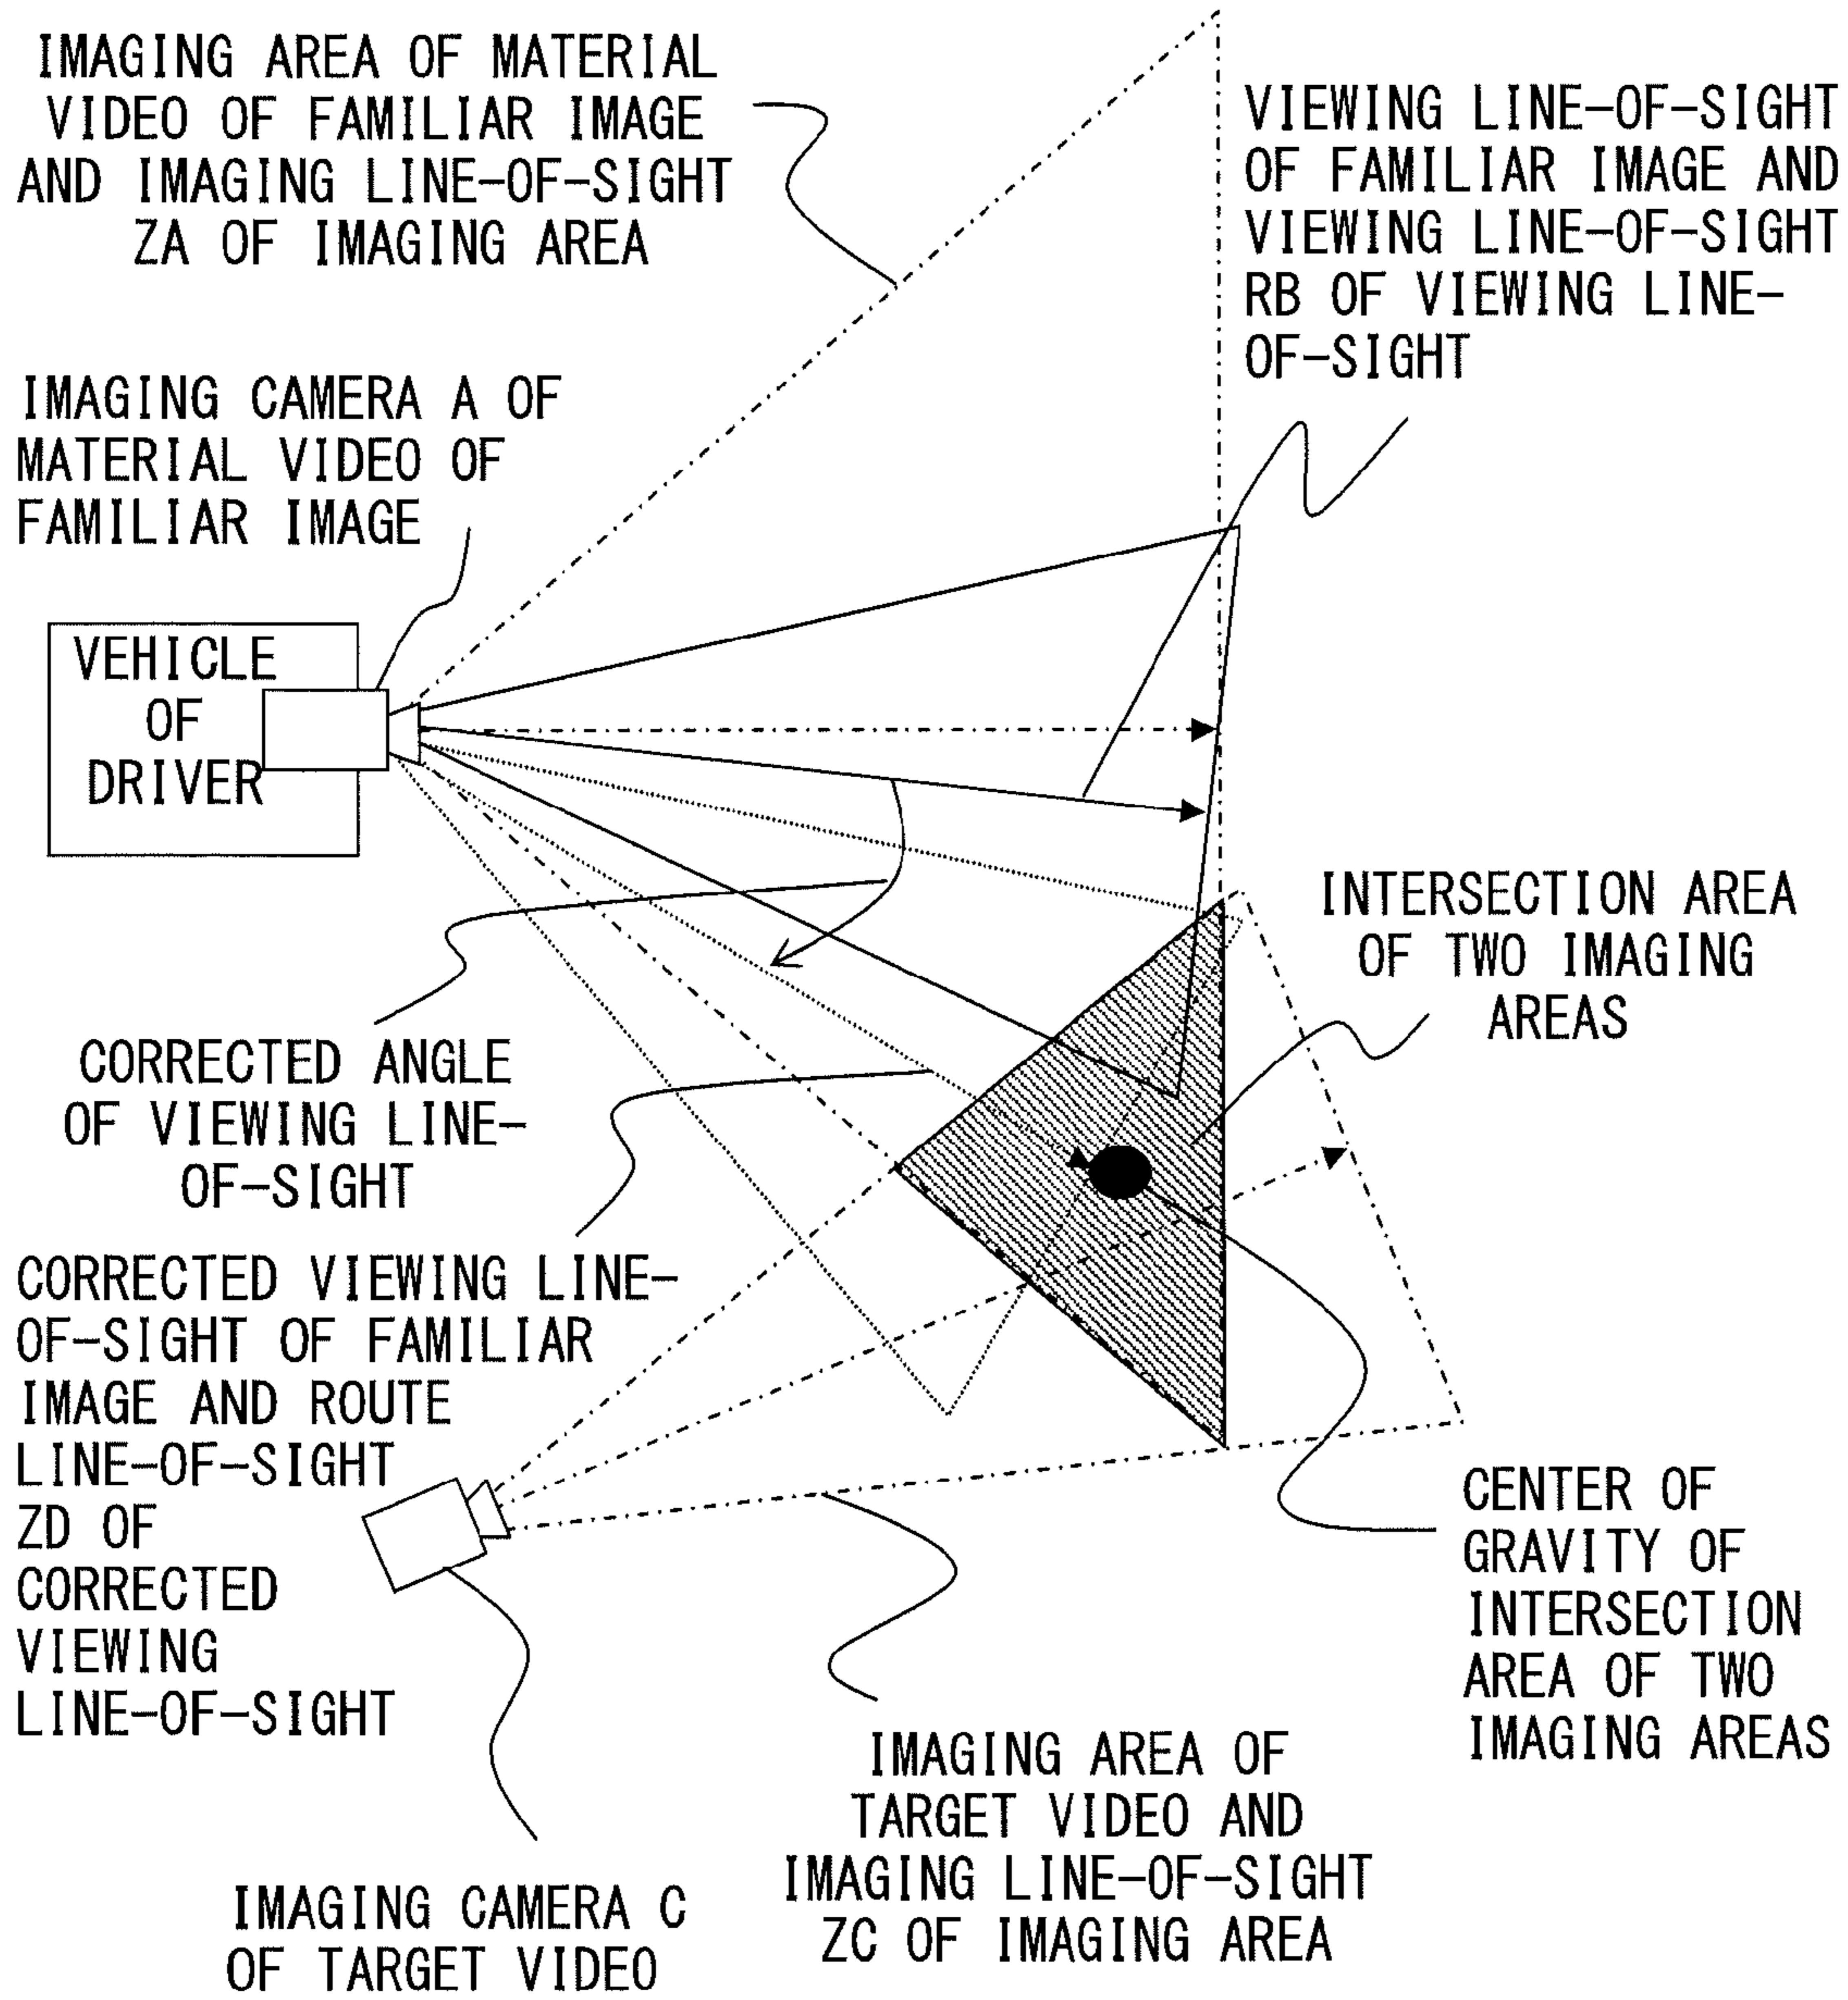 IMAGING AREA OF MATERIAL
VIDEO OF FAMILIAR IMAGE
AND IMAGING LINE-OF-SIGHT
ZA OF IMAGING AREA
VIEWING LINE-OF-SIGHT
OF FAMILIAR IMAGE AND
VIEWING LINE-OF-SIGHT
RB OF VIEWING LINE-
OF-SIGHT
IMAGING CAMERA A OF
MATERIAL VIDEO OF
FAMILIAR IMAGE
VEHICLE
OF
DRIVER
INTERSECTION AREA
OF TWO IMAGING
AREAS
CORRECTED ANGLE
OF VIEWING LINE-
OF-SIGHT
CORRECTED VIEWING LINE-
OF-SIGHT OF FAMILIAR
IMAGE AND ROUTE
LINE-OF-SIGHT
ZD OF
CORRECTED
VIEWING
LINE-OF-SIGHT
CENTER OF
GRAVITY OF
INTERSECTION
AREA OF TWO
IMAGING AREAS
IMAGING AREA OF
TARGET VIDEO AND
IMAGING LINE-OF-SIGHT
ZC OF IMAGING AREA
IMAGING CAMERA C
OF TARGET VIDEO